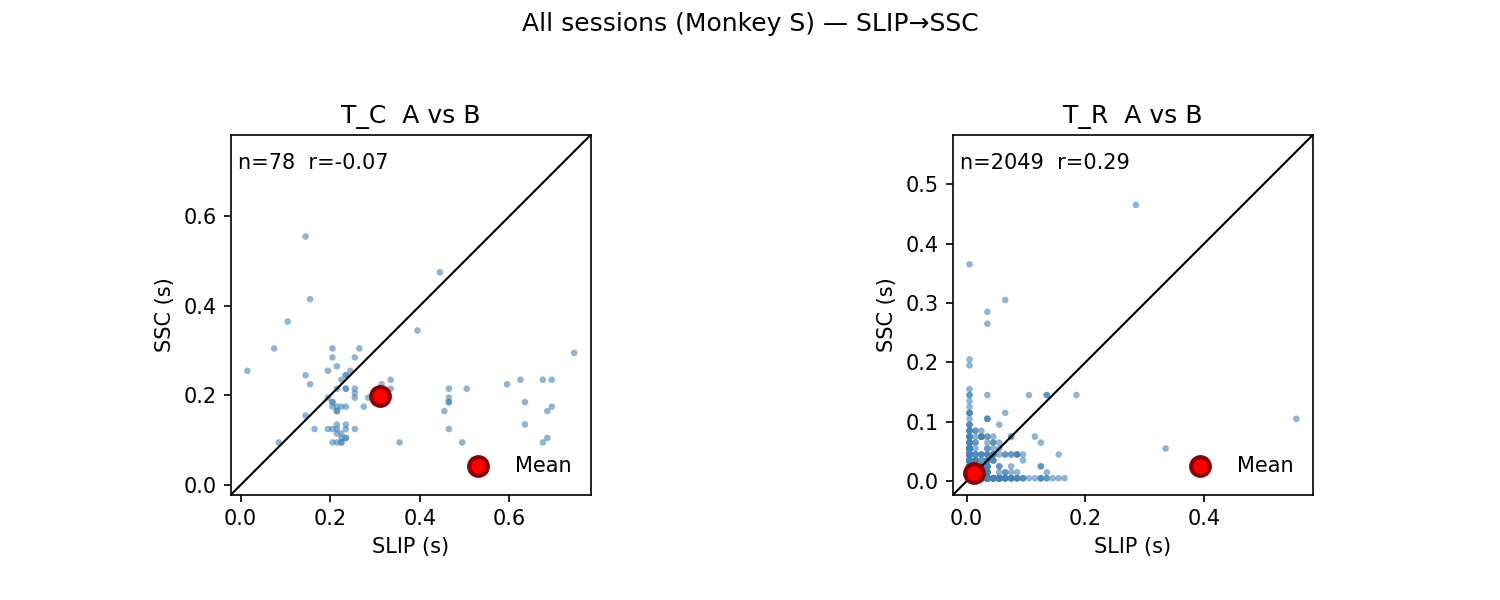 All sessions (Monkey S) — SLIP→SSC
T_C  A vs B
n=78  r=-0.07
0.6
0.4
0.2
0.0
SSC (s)
Mean
0.0 0.2 0.4 0.6
SLIP (s)
T_R  A vs B
n=2049  r=0.29
0.5
0.4
0.3
0.2
0.1
0.0
SSC (s)
Mean
0.0 0.2 0.4
SLIP (s)